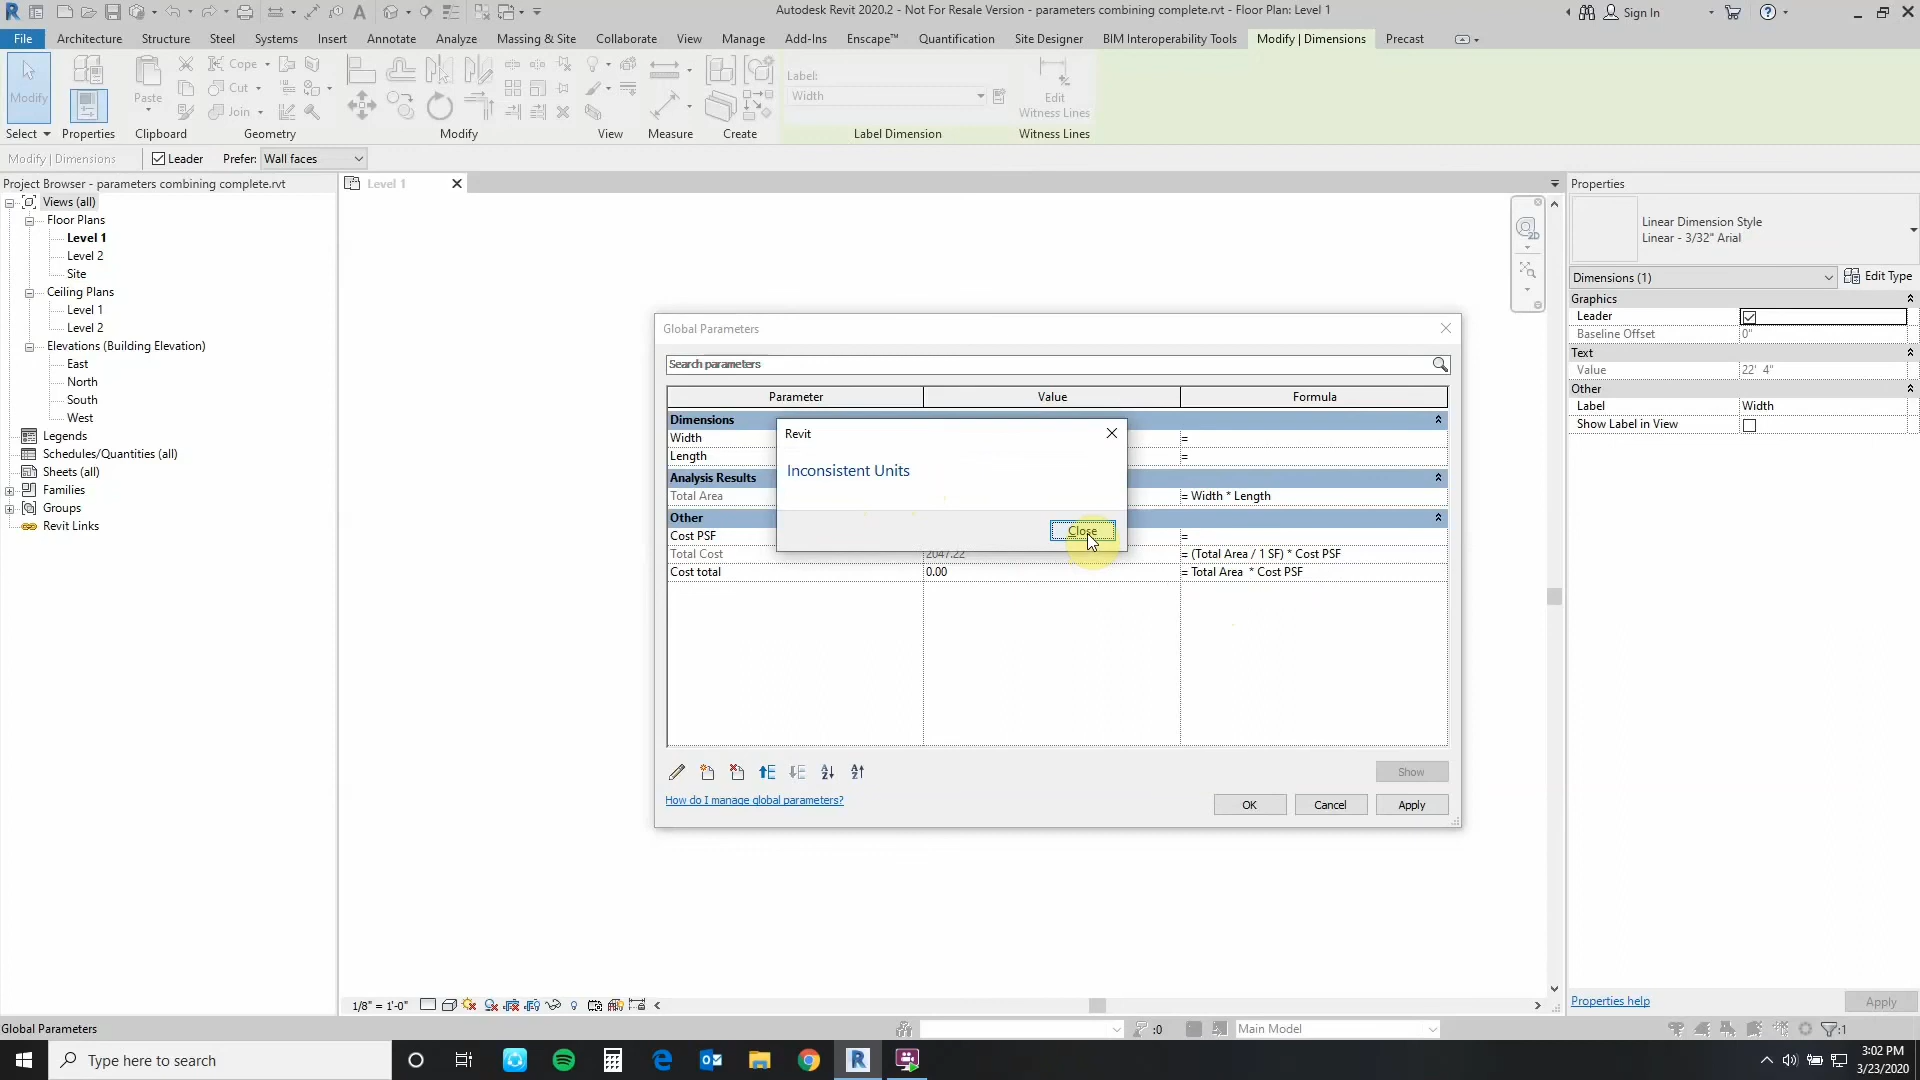 Autodesk Revit 2020.2 - Not For Resale Version - parameters combining complete.rvt - Floor Plan: Level 1
Sign In
File Architecture Structure Steel Systems Insert Annotate Analyze Massing & Site Collaborate View Manage Add-Ins Enscape™ Quantification Site Designer BIM Interoperability Tools Modify | Dimensions Precast
Modify
Paste
Cope
Cut
Join
Label:
Width
Edit
Witness Lines
Select Properties Clipboard Geometry Modify View Measure Create Label Dimension Witness Lines
Modify | Dimensions Leader Prefer: Wall faces
Project Browser - parameters combining complete.rvt
Views (all)
Floor Plans
Level 1
Level 2
Site
Ceiling Plans
Level 1
Level 2
Elevations (Building Elevation)
East
North
South
West
Legends
Schedules/Quantities (all)
Sheets (all)
Families
Groups
Revit Links
Level 1
2D
Global Parameters
Search parameters
Parameter Value Formula
Dimensions
Width =
Length =
Analysis Results
Total Area = Width * Length
Other
Cost PSF =
Total Cost 2047.22 = (Total Area / 1 SF) * Cost PSF
Cost total 0.00 = Total Area * Cost PSF
Revit
Inconsistent Units
Close
Show
How do I manage global parameters?
OK Cancel Apply
Properties
Linear Dimension Style
Linear - 3/32" Arial
Dimensions (1) Edit Type
Graphics
Leader
Baseline Offset 0"
Text
Value 22' 4"
Other
Label Width
Show Label in View
Properties help Apply
1/8" = 1'-0"
Global Parameters
:0
Main Model
:1
Type here to search
3:02 PM
3/23/2020